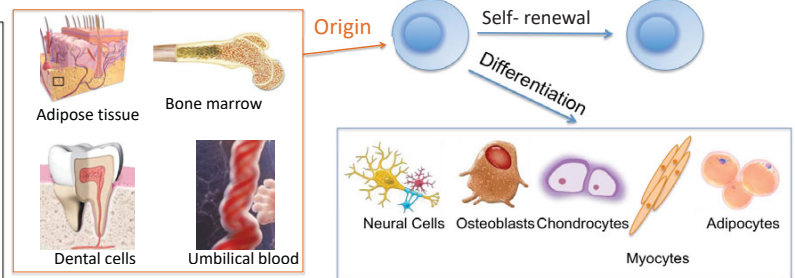 Origin
Self- renewal
Differentiation
Adipose tissue
Bone marrow
Dental cells
Umbilical blood
Neural Cells
Osteoblasts
Chondrocytes
Myocytes
Adipocytes